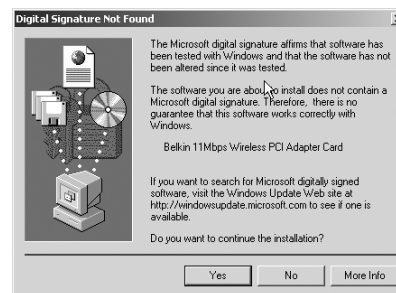 Digital Signature Not Found
The Microsoft digital signature affirms that software has
been tested with Windows and that the software has not
been altered since it was tested.
The software you are about to install does not contain a
Microsoft digital signature. Therefore, there is no
guarantee that this software works correctly with
Windows.
Belkin 11Mbps Wireless PCI Adapter Card
If you want to search for Microsoft digitally signed
software, visit the Windows Update Web site at
http://windowsupdate.microsoft.com to see if one is
available.
Do you want to continue the installation?
Yes No More Info